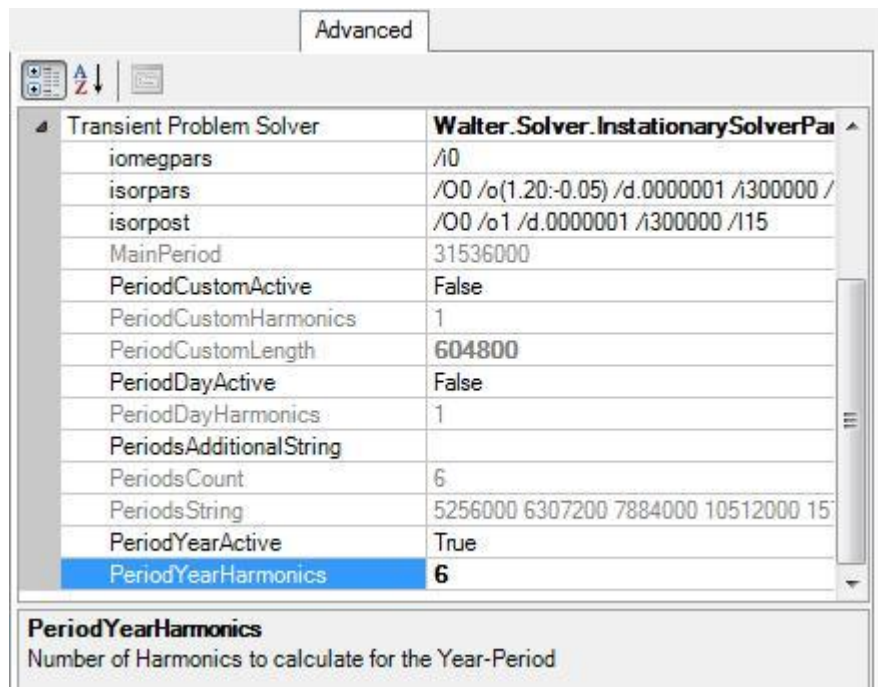 Advanced
Transient Problem Solver Walter.Solver.InstationarySolverPar
iomegpars /i0
isorpars /O0 /o(1.20:-0.05) /d.0000001 /i300000 /
isorpost /O0 /o1 /d.0000001 /i300000 /l15
MainPeriod 31536000
PeriodCustomActive False
PeriodCustomHarmonics 1
PeriodCustomLength 604800
PeriodDayActive False
PeriodDayHarmonics 1
PeriodsAdditionalString
PeriodsCount 6
PeriodsString 5256000 6307200 7884000 10512000 15
PeriodYearActive True
PeriodYearHarmonics 6
PeriodYearHarmonics
Number of Harmonics to calculate for the Year-Period